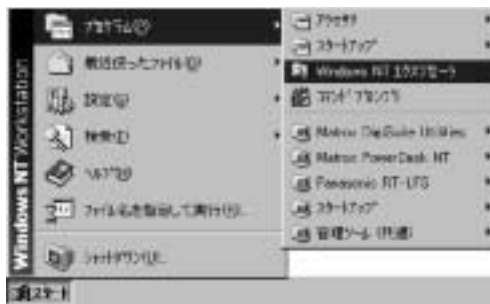 Windows NT Workstation
プログラム(P)
最近使ったファイル(D)
設定(S)
検索(F)
ヘルプ(H)
ファイル名を指定して実行(R)...
シャットダウン(U)...
スタート
アクセサリ
スタートアップ
Windows NT エクスプローラ
コマンド プロンプト
Matrox DigiSuite Utilities
Matrox PowerDesk NT
Panasonic RT-LFS
スタートアップ
管理ツール (共通)